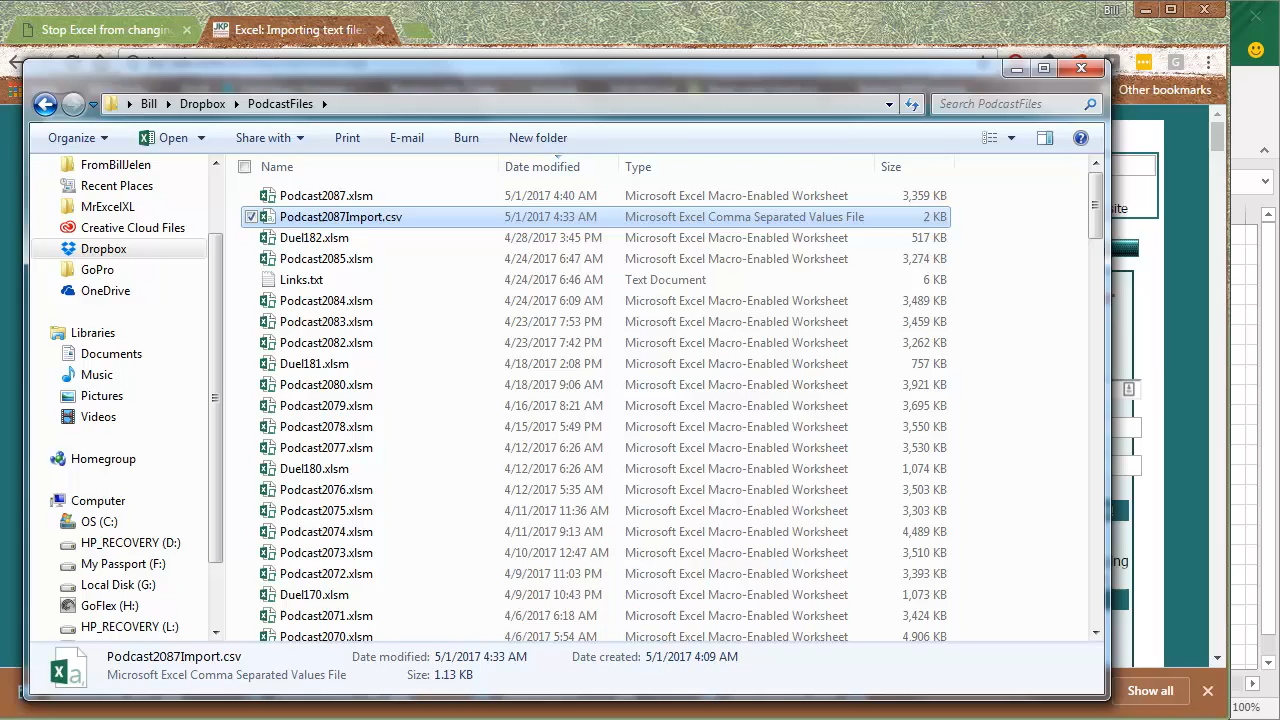 Stop Excel from changin
JKP
Excel: Importing text file
Bill
Bill
Dropbox
PodcastFiles
Search PodcastFiles
Other bookmarks
Organize
Open
Share with
Print
E-mail
Burn
New folder
Name
Date modified
Type
Size
FromBillJelen
Recent Places
MrExcelXL
Creative Cloud Files
Dropbox
GoPro
OneDrive
Libraries
Documents
Music
Pictures
Videos
Homegroup
Computer
OS (C:)
HP_RECOVERY (D:)
My Passport (F:)
Local Disk (G:)
GoFlex (H:)
HP_RECOVERY (L:)
Podcast2087.xlsm 5/1/2017 4:40 AM Microsoft Excel Macro-Enabled Worksheet 3,359 KB
Podcast2087Import.csv 5/1/2017 4:33 AM Microsoft Excel Comma Separated Values File 2 KB
Duel182.xlsm 4/28/2017 3:45 PM Microsoft Excel Macro-Enabled Worksheet 517 KB
Podcast2085.xlsm 4/24/2017 6:47 AM Microsoft Excel Macro-Enabled Worksheet 3,274 KB
Links.txt 4/24/2017 6:46 AM Text Document 6 KB
Podcast2084.xlsm 4/24/2017 6:09 AM Microsoft Excel Macro-Enabled Worksheet 3,489 KB
Podcast2083.xlsm 4/23/2017 7:53 PM Microsoft Excel Macro-Enabled Worksheet 3,459 KB
Podcast2082.xlsm 4/23/2017 7:42 PM Microsoft Excel Macro-Enabled Worksheet 3,262 KB
Duel181.xlsm 4/18/2017 2:08 PM Microsoft Excel Macro-Enabled Worksheet 757 KB
Podcast2080.xlsm 4/18/2017 9:06 AM Microsoft Excel Macro-Enabled Worksheet 3,921 KB
Podcast2079.xlsm 4/16/2017 8:21 AM Microsoft Excel Macro-Enabled Worksheet 3,695 KB
Podcast2078.xlsm 4/15/2017 5:49 PM Microsoft Excel Macro-Enabled Worksheet 3,550 KB
Podcast2077.xlsm 4/12/2017 6:26 AM Microsoft Excel Macro-Enabled Worksheet 3,530 KB
Duel180.xlsm 4/12/2017 6:26 AM Microsoft Excel Macro-Enabled Worksheet 1,074 KB
Podcast2076.xlsm 4/12/2017 5:35 AM Microsoft Excel Macro-Enabled Worksheet 3,503 KB
Podcast2075.xlsm 4/11/2017 11:36 AM Microsoft Excel Macro-Enabled Worksheet 3,303 KB
Podcast2074.xlsm 4/11/2017 9:13 AM Microsoft Excel Macro-Enabled Worksheet 4,489 KB
Podcast2073.xlsm 4/10/2017 12:47 AM Microsoft Excel Macro-Enabled Worksheet 3,510 KB
Podcast2072.xlsm 4/9/2017 11:03 PM Microsoft Excel Macro-Enabled Worksheet 3,393 KB
Duel170.xlsm 4/9/2017 10:43 PM Microsoft Excel Macro-Enabled Worksheet 1,073 KB
Podcast2071.xlsm 4/6/2017 6:18 AM Microsoft Excel Macro-Enabled Worksheet 3,424 KB
Podcast2070.xlsm 4/6/2017 5:54 AM Microsoft Excel Macro-Enabled Worksheet 4,906 KB
site
ng
Podcast2087Import.csv
Date modified: 5/1/2017 4:33 AM
Date created: 5/1/2017 4:09 AM
Microsoft Excel Comma Separated Values File
Size: 1.13 KB
Show all
100%